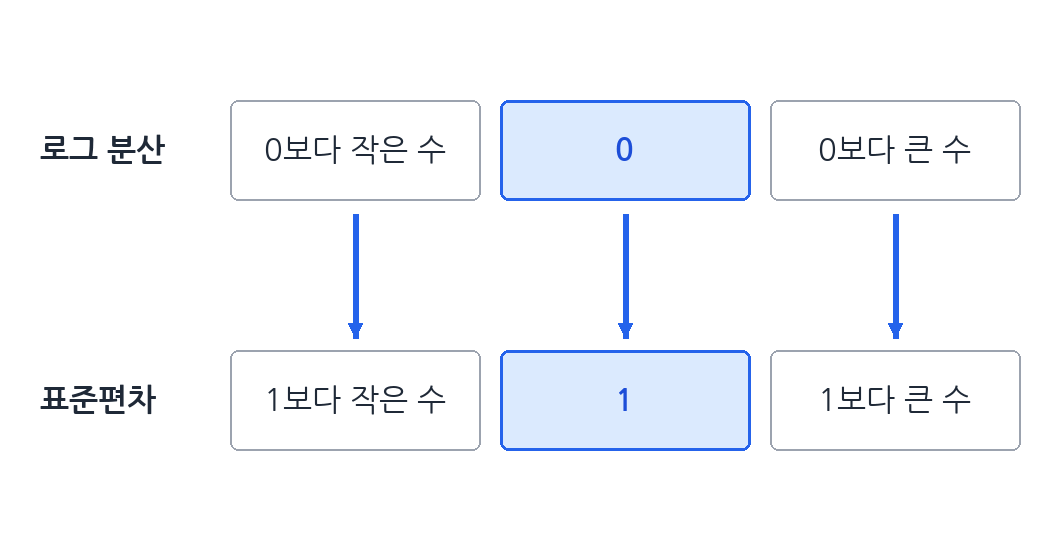 로그 분산
0보다 작은 수
0
0보다 큰 수
표준편차
1보다 작은 수
1
1보다 큰 수